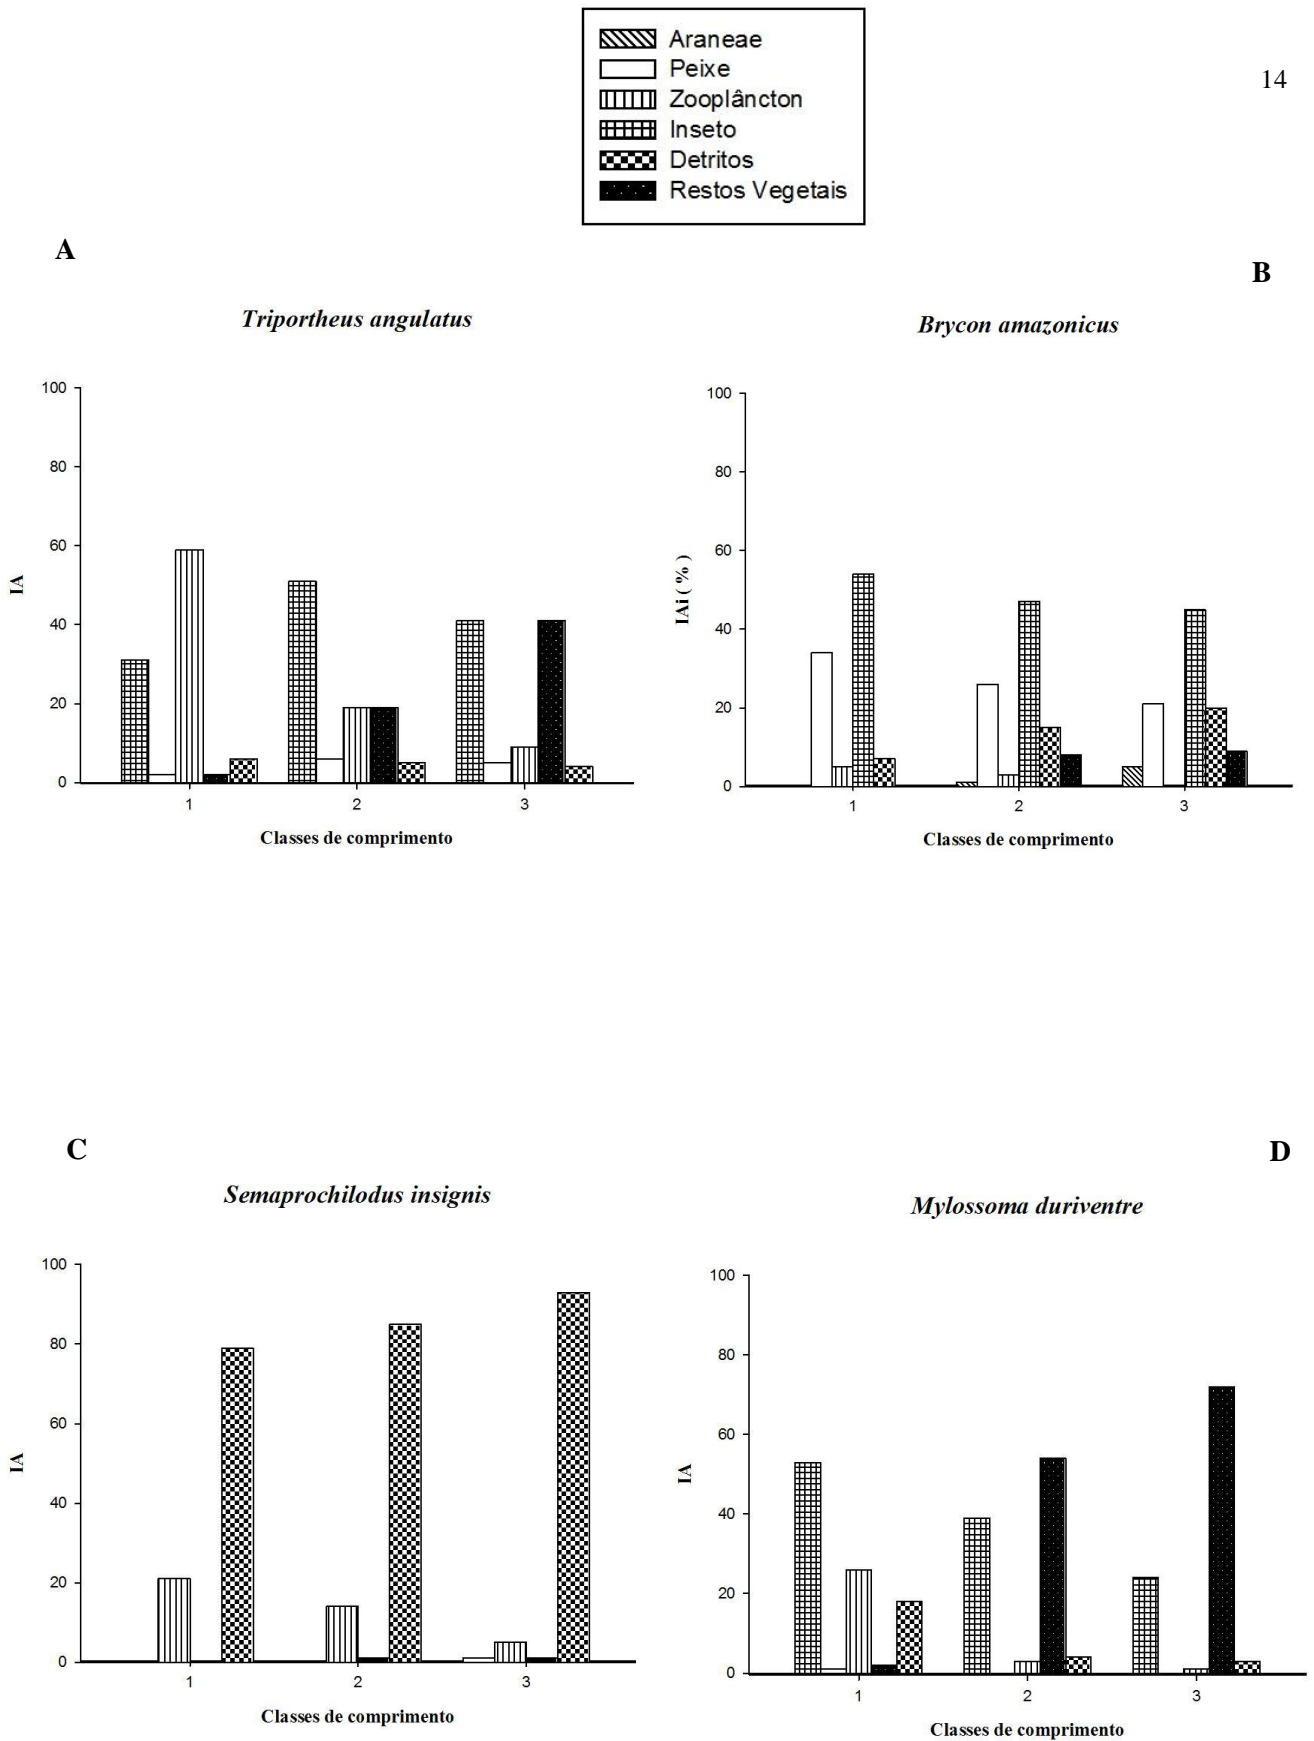 Araneae
Peixe
Zooplâncton
Inseto
Detritos
Restos Vegetais
14
A
B
Triportheus angulatus
Brycon amazonicus
100
80
60
40
20
0
IA
1 2 3
Classes de comprimento
100
80
60
40
20
0
IAi ( % )
1 2 3
Classes de comprimento
C
D
Semaprochilodus insignis
Mylossoma duriventre
100
80
60
40
20
0
IA
1 2 3
Classes de comprimento
100
80
60
40
20
0
IA
1 2 3
Classes de comprimento